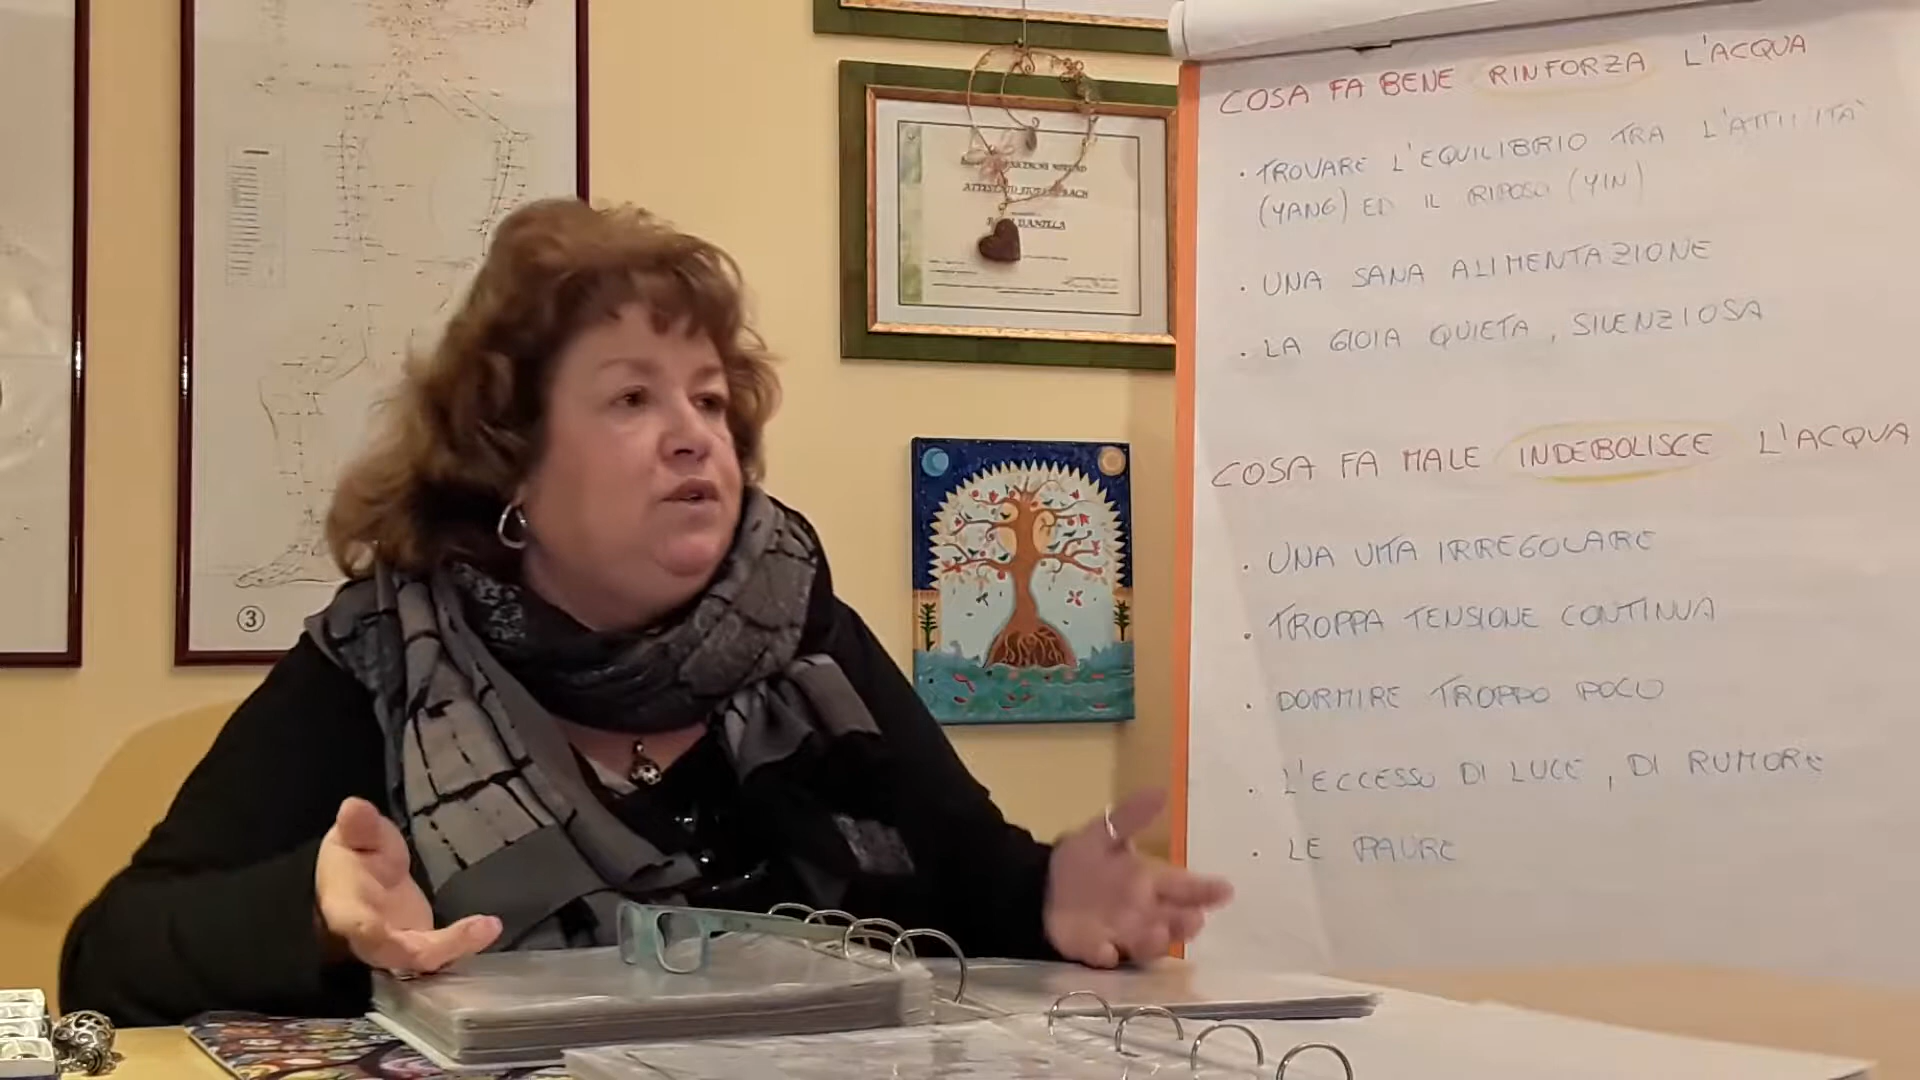 COSA FA BENE RINFORZA L'ACQUA
• TROVARE L'EQUILIBRIO TRA L'ATTIVITÀ
(YANG) ED IL RIPOSO (YIN)
• UNA SANA ALIMENTAZIONE
• LA GIOIA QUIETA, SILENZIOSA
COSA FA MALE INDEBOLISCE L'ACQUA
• UNA VITA IRREGOLARE
• TROPPA TENSIONE CONTINUA
• DORMIRE TROPPO POCO
• L'ECCESSO DI LUCE, DI RUMORE
• LE PAURE
3